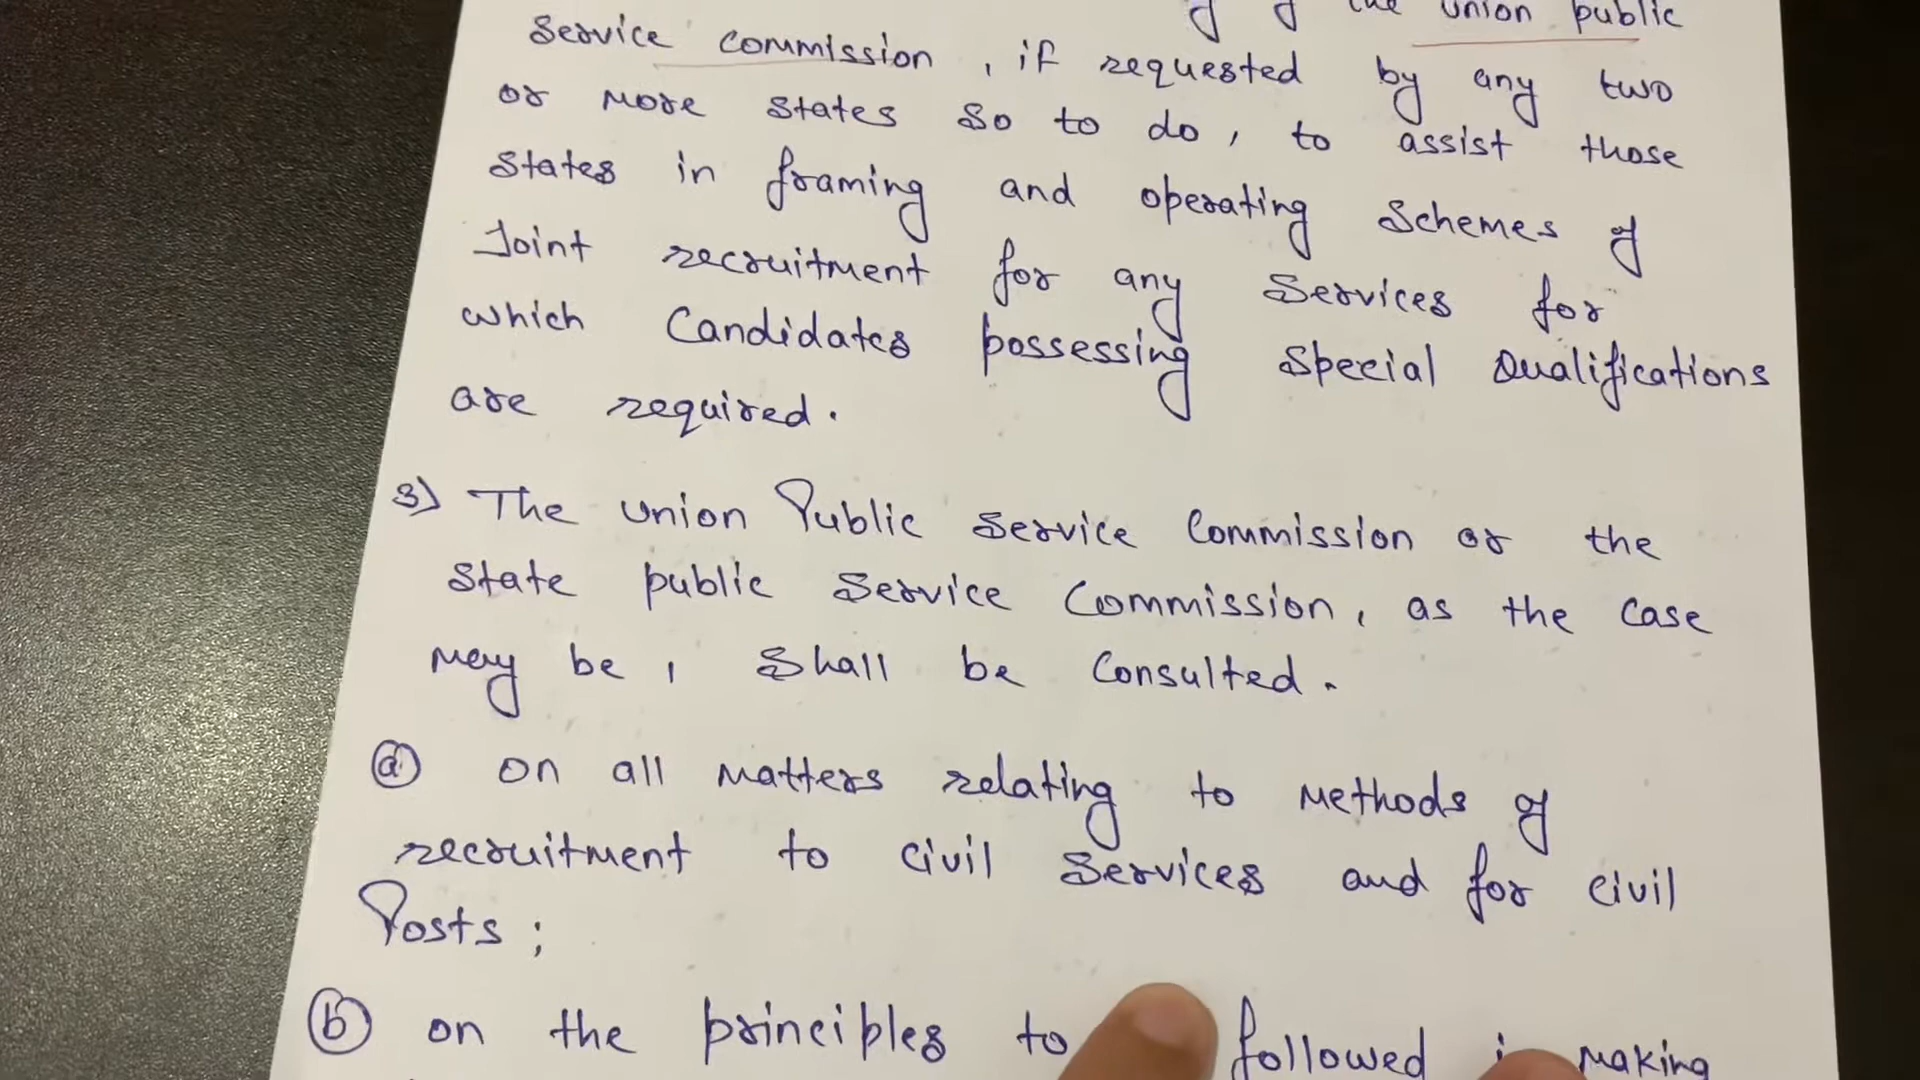 the union public
service commission, if requested by any two
or more states so to do, to assist those
states in framing and operating schemes of
Joint recruitment for any services for
which Candidates possessing special Qualifications
are required.
3) The union Public service Commission or the
state public service Commission, as the case
may be, shall be Consulted.
(a) on all matters relating to methods of
recruitment to civil services and for civil
Posts;
(b) on the principles to followed making